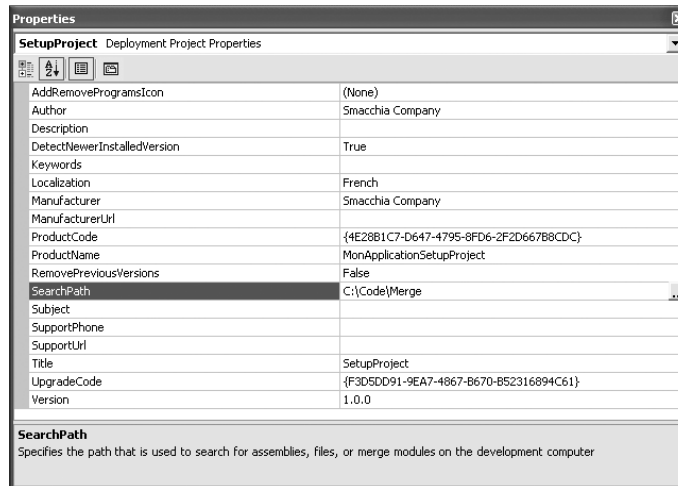 Properties
SetupProject Deployment Project Properties
AddRemoveProgramsIcon (None)
Author Smacchia Company
Description
DetectNewerInstalledVersion True
Keywords
Localization French
Manufacturer Smacchia Company
ManufacturerUrl
ProductCode {4E28B1C7-D647-4795-8FD6-2F2D667B8CDC}
ProductName MonApplicationSetupProject
RemovePreviousVersions False
SearchPath C:\Code\Merge
Subject
SupportPhone
SupportUrl
Title SetupProject
UpgradeCode {F3D5DD91-9EA7-4867-B670-B52316894C61}
Version 1.0.0
SearchPath
Specifies the path that is used to search for assemblies, files, or merge modules on the development computer